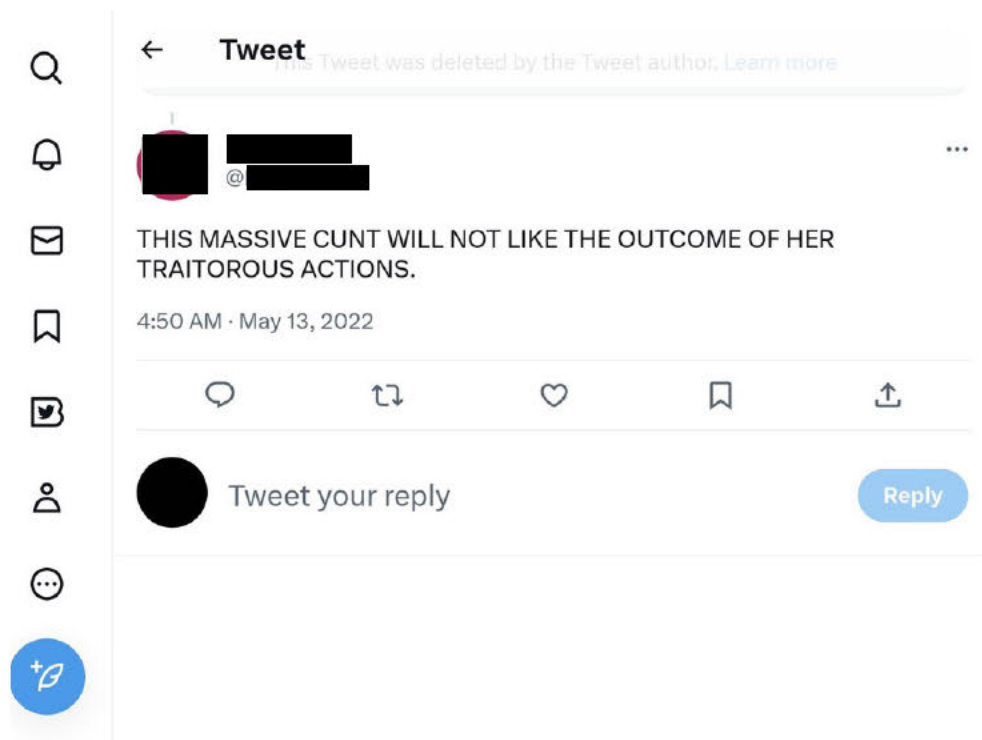 Tweet
This Tweet was deleted by the Tweet author. Learn more
@
THIS MASSIVE CUNT WILL NOT LIKE THE OUTCOME OF HER
TRAITOROUS ACTIONS.
4:50 AM · May 13, 2022
Tweet your reply
Reply